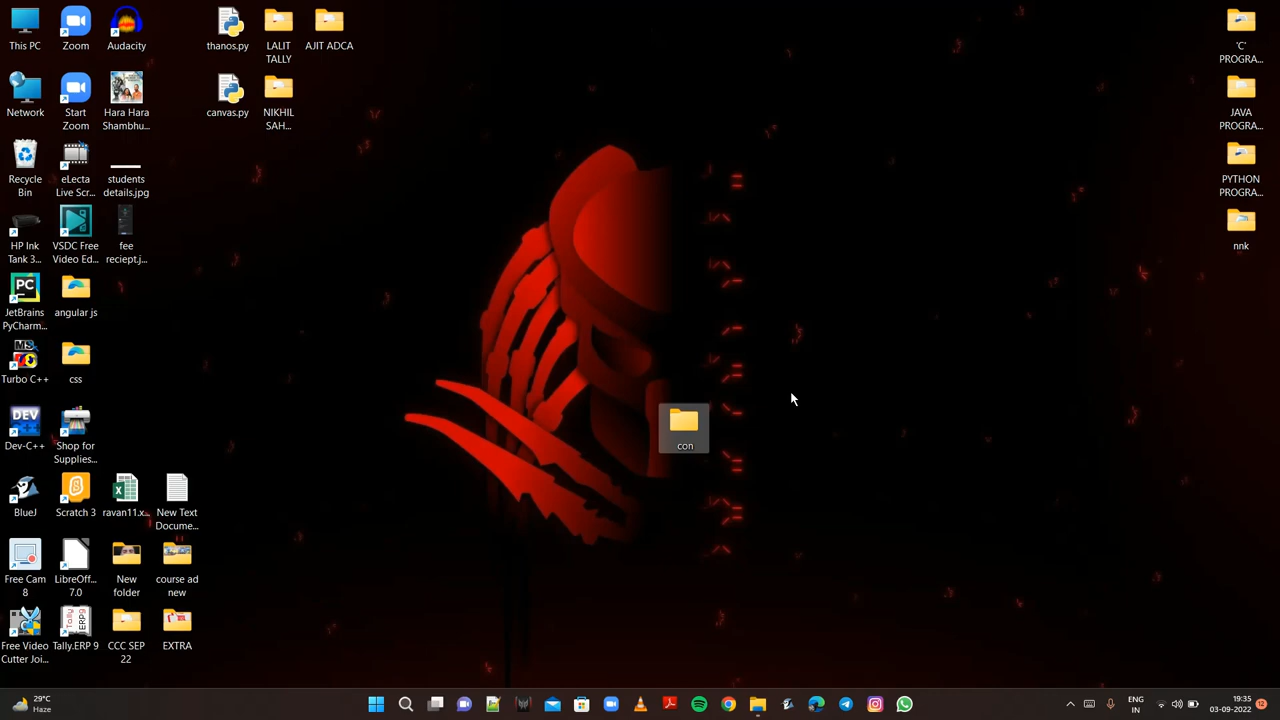 This PC
Zoom
Audacity
thanos.py
LALIT
TALLY
AJIT ADCA
'C'
PROGRA...
Network
Start
Zoom
Hara Hara
Shambhu...
canvas.py
NIKHIL
SAH...
JAVA
PROGRA...
Recycle
Bin
eLecta
Live Scr...
students
details.jpg
PYTHON
PROGRA...
HP Ink
Tank 3...
VSDC Free
Video Ed...
fee
reciept.j...
nnk
PC
JetBrains
PyCharm...
angular js
Turbo C++
css
DEV
Dev-C++
Shop for
Supplies...
con
BlueJ
Scratch 3
ravan11.x...
New Text
Docume...
Free Cam
8
LibreOff...
7.0
New
folder
course ad
new
Free Video
Cutter Joi...
Tally.ERP 9
CCC SEP
22
EXTRA
29°C
Haze
ENG
IN
19:35
03-09-2022
12